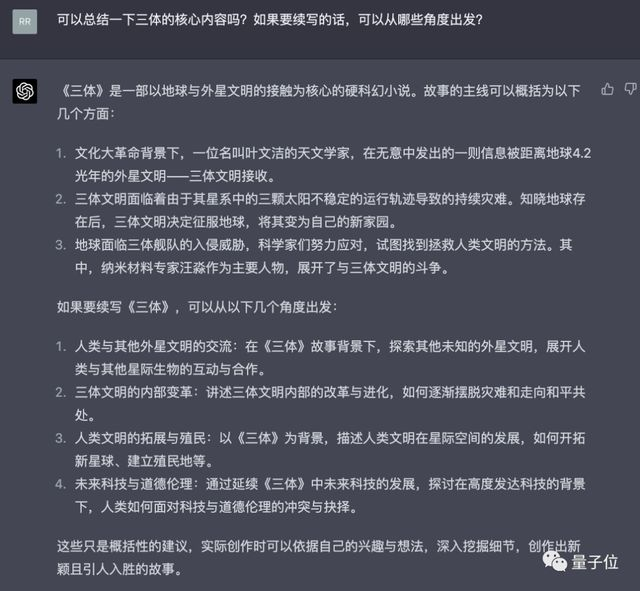 RR
可以总结一下三体的核心内容吗？如果要续写的话，可以从哪些角度出发？
《三体》是一部以地球与外星文明的接触为核心的硬科幻小说。故事的主线可以概括为以下
几个方面：
1. 文化大革命背景下，一位名叫叶文洁的天文学家，在无意中发出的一则信息被距离地球4.2
光年的外星文明——三体文明接收。
2. 三体文明面临着由于其星系中的三颗太阳不稳定的运行轨迹导致的持续灾难。知晓地球存
在后，三体文明决定征服地球，将其变为自己的新家园。
3. 地球面临三体舰队的入侵威胁，科学家们努力应对，试图找到拯救人类文明的方法。其
中，纳米材料专家汪淼作为主要人物，展开了与三体文明的斗争。
如果要续写《三体》，可以从以下几个角度出发：
1. 人类与其他外星文明的交流：在《三体》故事背景下，探索其他未知的外星文明，展开人
类与其他星际生物的互动与合作。
2. 三体文明的内部变革：讲述三体文明内部的改革与进化，如何逐渐摆脱灾难和走向和平共
处。
3. 人类文明的拓展与殖民：以《三体》为背景，描述人类文明在星际空间的发展，如何开拓
新星球、建立殖民地等。
4. 未来科技与道德伦理：通过延续《三体》中未来科技的发展，探讨在高度发达科技的背景
下，人类如何面对科技与道德伦理的冲突与抉择。
这些只是概括性的建议，实际创作时可以依据自己的兴趣与想法，深入挖掘细节，创作出新
颖且引人入胜的故事。
量子位